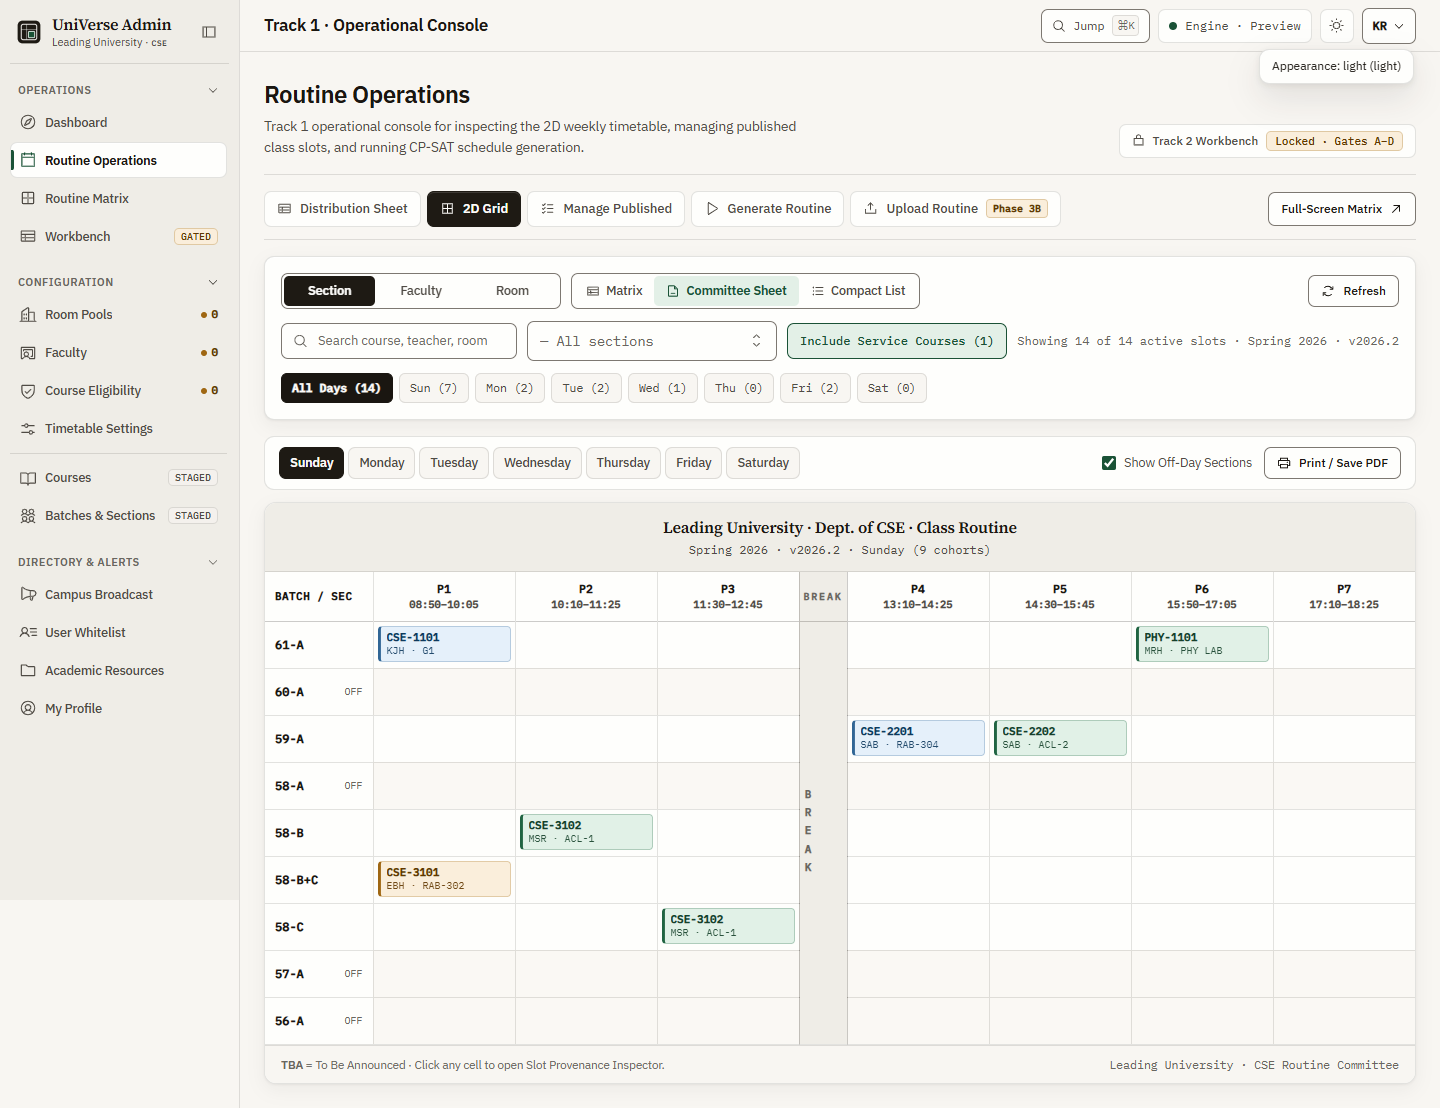 UniVerse Admin
Leading University · CSE
Track 1 · Operational Console
Jump ⌘K
Engine · Preview
KR
Appearance: light (light)
OPERATIONS
Dashboard
Routine Operations
Routine Matrix
Workbench GATED
CONFIGURATION
Room Pools 0
Faculty 0
Course Eligibility 0
Timetable Settings
Courses STAGED
Batches & Sections STAGED
DIRECTORY & ALERTS
Campus Broadcast
User Whitelist
Academic Resources
My Profile
Routine Operations
Track 1 operational console for inspecting the 2D weekly timetable, managing published
class slots, and running CP-SAT schedule generation.
Track 2 Workbench Locked · Gates A–D
Distribution Sheet 2D Grid Manage Published Generate Routine Upload Routine Phase 3B Full-Screen Matrix
Section Faculty Room Matrix Committee Sheet Compact List Refresh
Search course, teacher, room — All sections Include Service Courses (1) Showing 14 of 14 active slots · Spring 2026 · v2026.2
All Days (14) Sun (7) Mon (2) Tue (2) Wed (1) Thu (0) Fri (2) Sat (0)
Sunday Monday Tuesday Wednesday Thursday Friday Saturday Show Off-Day Sections Print / Save PDF
Leading University · Dept. of CSE · Class Routine
Spring 2026 · v2026.2 · Sunday (9 cohorts)
BATCH / SEC P1 P2 P3 BREAK P4 P5 P6 P7
08:50–10:05 10:10–11:25 11:30–12:45 13:10–14:25 14:30–15:45 15:50–17:05 17:10–18:25
61-A CSE-1101 PHY-1101
KJH · G1 MRH · PHY LAB
60-A OFF
59-A CSE-2201 CSE-2202
SAB · RAB-304 SAB · ACL-2
58-A OFF
58-B CSE-3102
MSR · ACL-1
58-B+C CSE-3101
EBH · RAB-302
58-C CSE-3102
MSR · ACL-1
57-A OFF
56-A OFF
B
R
E
A
K
TBA = To Be Announced · Click any cell to open Slot Provenance Inspector.
Leading University · CSE Routine Committee